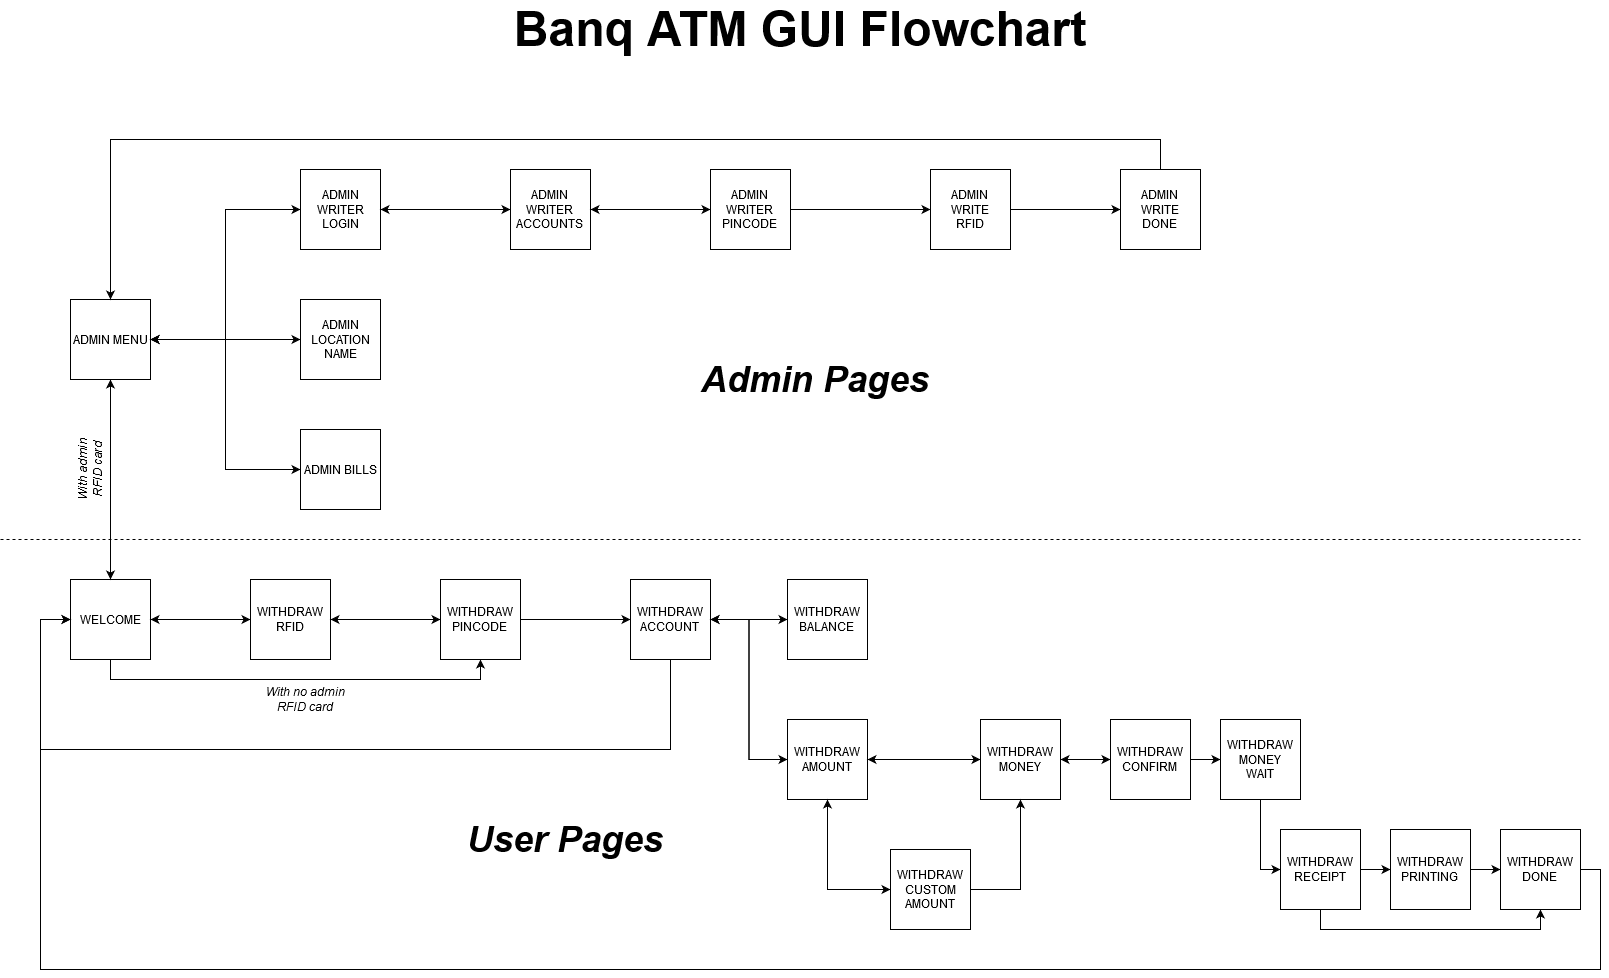 Banq ATM GUI Flowchart
ADMIN
WRITER
LOGIN
ADMIN
WRITER
ACCOUNTS
ADMIN
WRITER
PINCODE
ADMIN
WRITE
RFID
ADMIN
WRITE
DONE
ADMIN MENU
ADMIN
LOCATION
NAME
Admin Pages
With admin
RFID card
ADMIN BILLS
WELCOME
WITHDRAW
RFID
WITHDRAW
PINCODE
WITHDRAW
ACCOUNT
WITHDRAW
BALANCE
With no admin
RFID card
WITHDRAW
AMOUNT
WITHDRAW
MONEY
WITHDRAW
CONFIRM
WITHDRAW
MONEY
WAIT
User Pages
WITHDRAW
CUSTOM
AMOUNT
WITHDRAW
RECEIPT
WITHDRAW
PRINTING
WITHDRAW
DONE